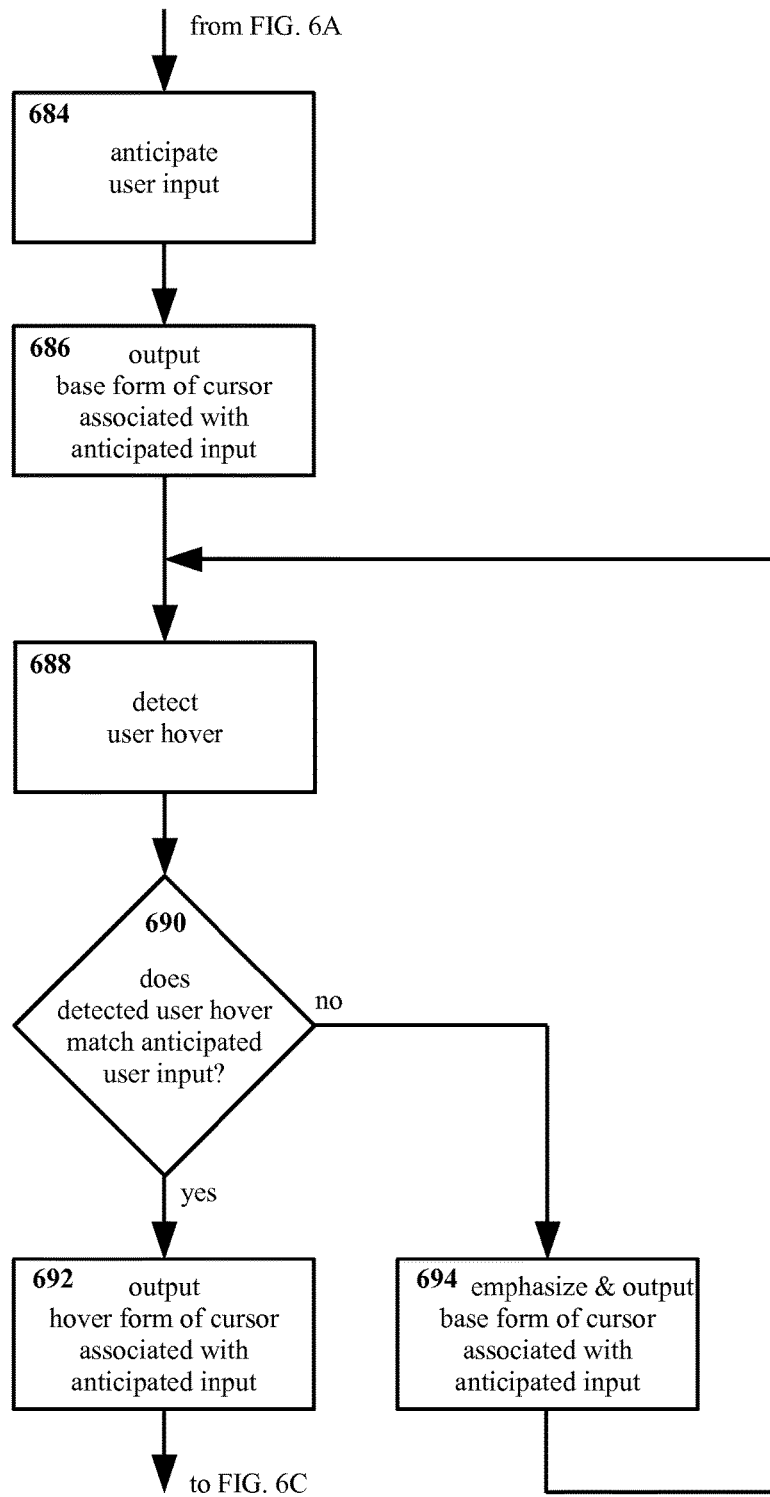 from FIG. 6A
684
anticipate
user input
686 output
base form of cursor
associated with
anticipated input
688
detect
user hover
690
does
detected user hover
match anticipated
user input?
no
yes
692 output
hover form of cursor
associated with
anticipated input
694 emphasize & output
base form of cursor
associated with
anticipated input
to FIG. 6C